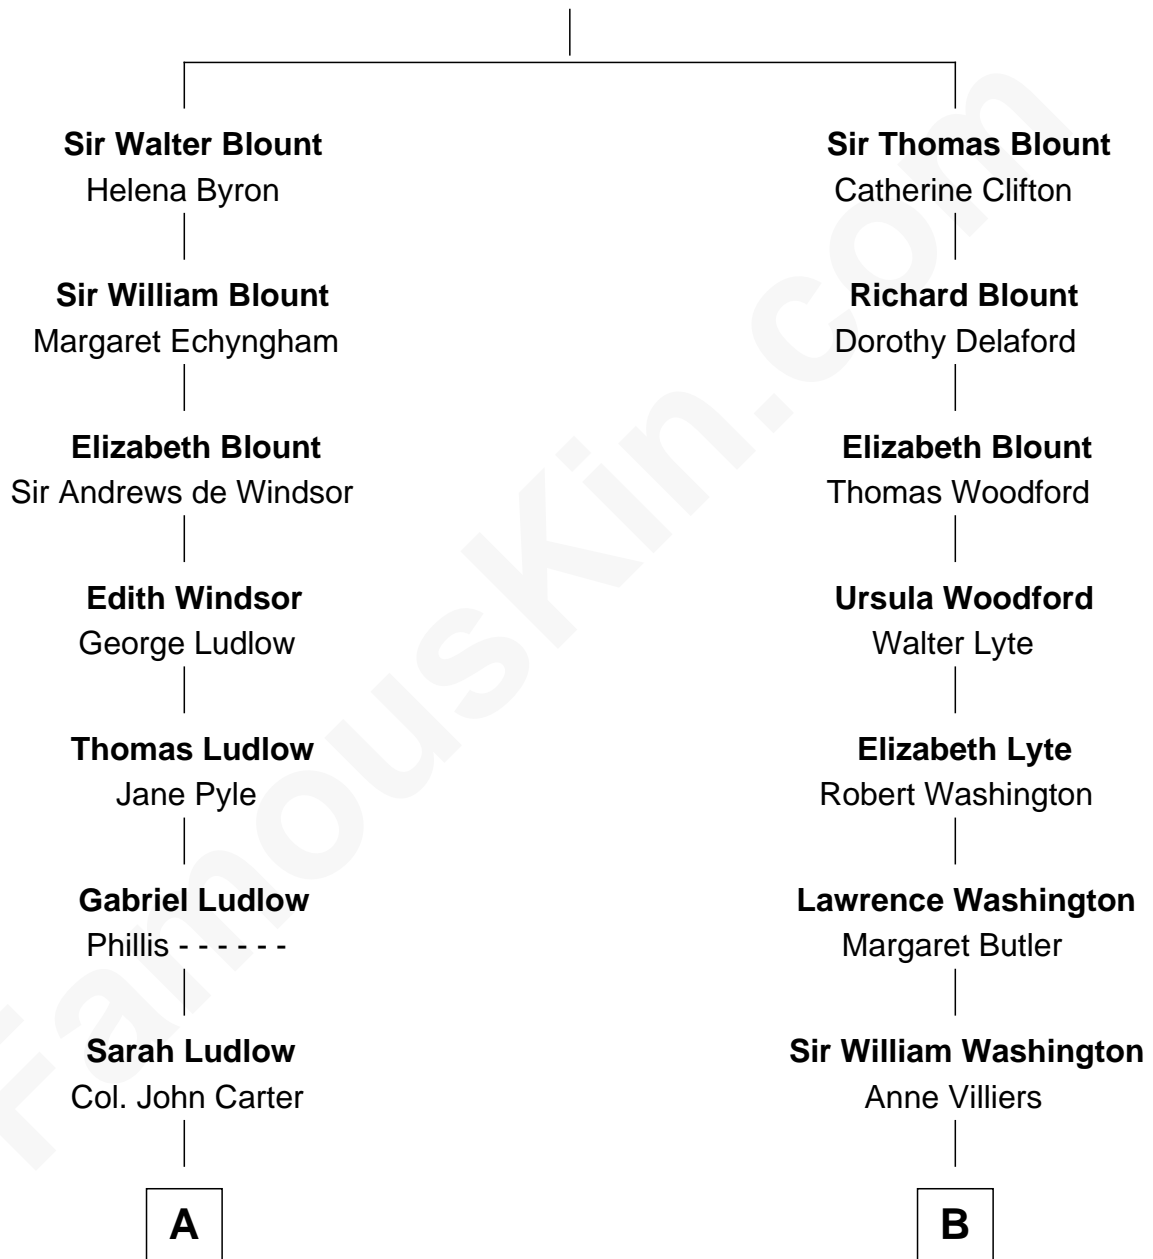 Sir Walter Blount
Helena Byron
Sir William Blount
Margaret Echyngham
Elizabeth Blount
Sir Andrews de Windsor
Edith Windsor
George Ludlow
Thomas Ludlow
Jane Pyle
Gabriel Ludlow
Phillis - - - - - -
Sarah Ludlow
Col. John Carter
A
Sir Thomas Blount
Catherine Clifton
Richard Blount
Dorothy Delaford
Elizabeth Blount
Thomas Woodford
Ursula Woodford
Walter Lyte
Elizabeth Lyte
Robert Washington
Lawrence Washington
Margaret Butler
Sir William Washington
Anne Villiers
B
FamousKin.com